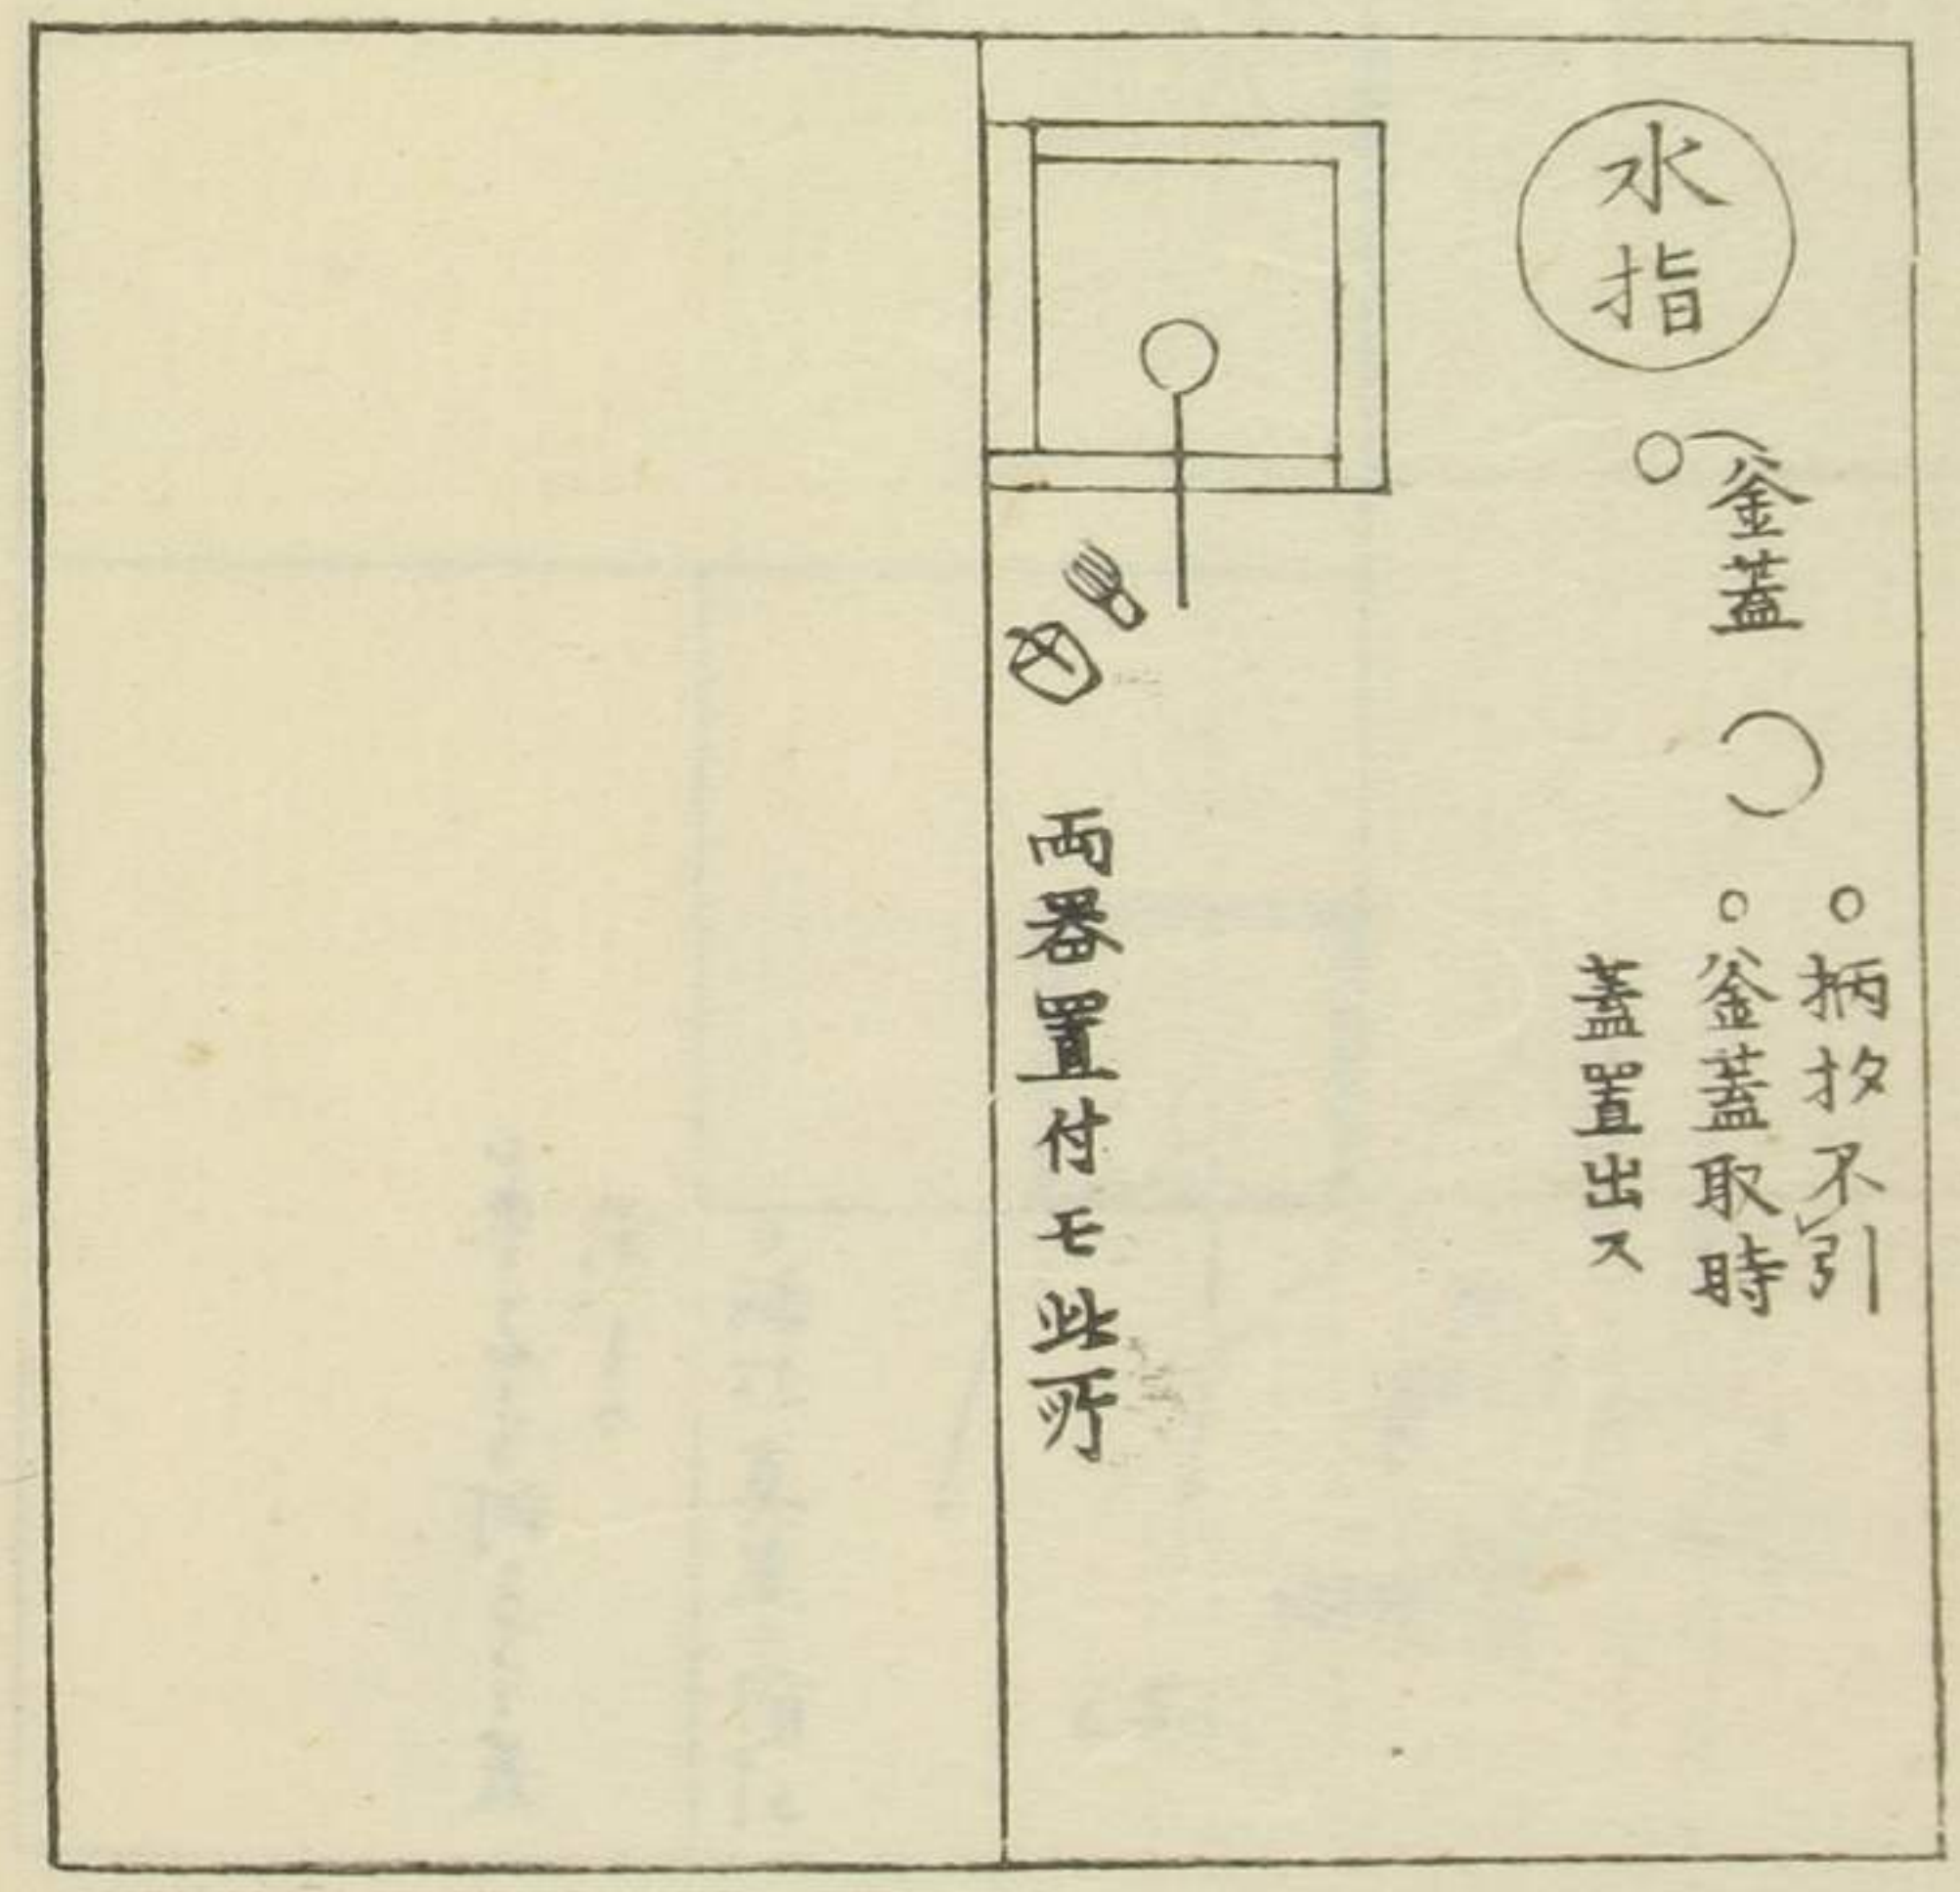 水指
釜蓋
○柄杓不引
○釜蓋取時
蓋置出ス
両器置付モ此所